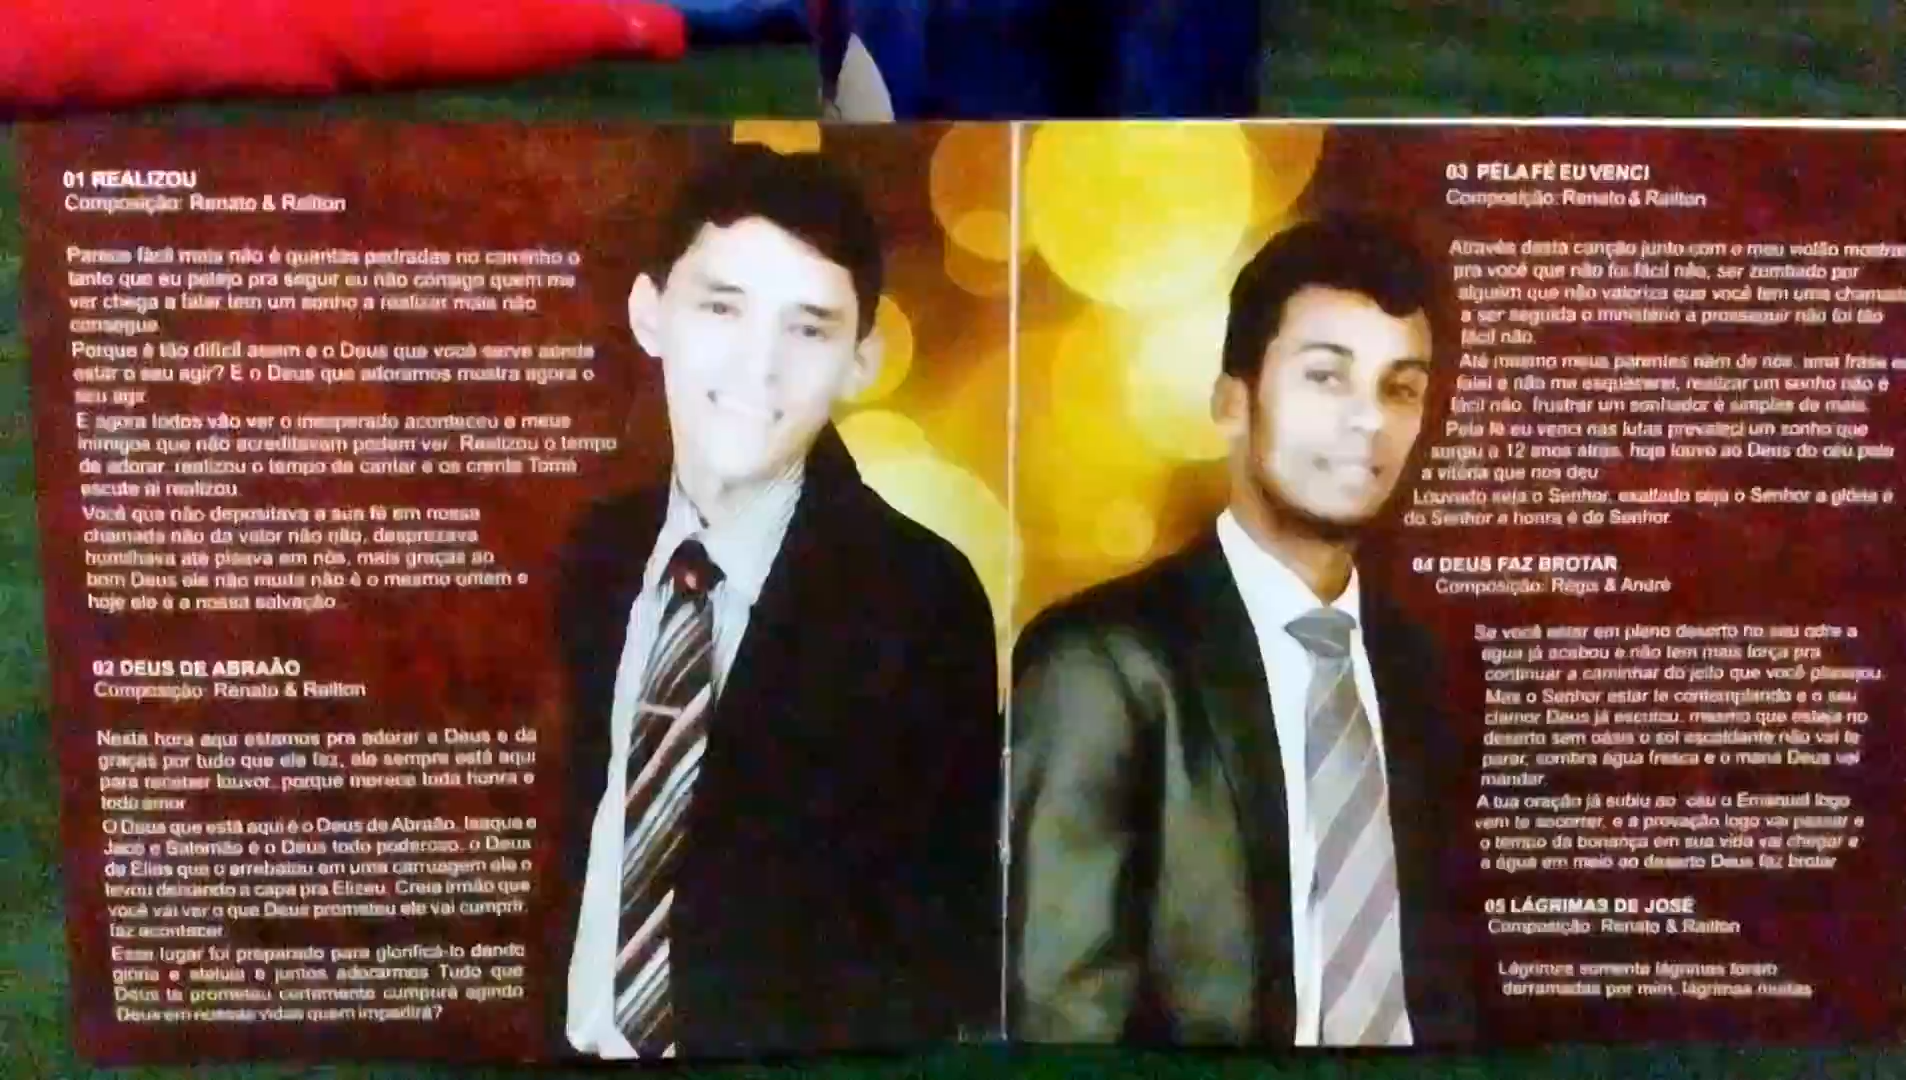 01 REALIZOU
Composição: Renato & Railton
Parece fácil mais não é quantas pedradas no caminho o
tanto que eu pelejo pra seguir eu não consigo quem me
ver chega a falar tem um sonho a realizar mais não
consegue.
Porque é tão dificil assim e o Deus que você serve aonde
estar o seu agir? E o Deus que adoramos mostra agora o
seu agir.
E agora todos vão ver o inesperado aconteceu e meus
inimigos que não acreditavam podem ver. Realizou o tempo
de adorar, realizou o tempo de cantar e os crente Tomé
escute ai realizou.
Você que não depositava a sua fé em nossa
chamada não da valor não não, desprezava
humilhava até pisava em nós, mais graças ao
bom Deus ele não muda não é o mesmo ontem e
hoje ele é a nossa salvação.
02 DEUS DE ABRAÃO
Composição: Renato & Railton
Nesta hora aqui estamos pra adorar a Deus e da
graças por tudo que ele faz, ele sempre está aqui
para receber louvor, porque merece toda honra e
todo amor
O Deus que está aqui é o Deus de Abraão, Isaque e
Jacó e Salomão é o Deus todo poderoso, o Deus
de Elias que o arrebatou em uma carruagem ele o
levou deixando a capa pra Elizeu. Creia irmão que
você vai ver o que Deus prometeu ele vai cumprir,
faz acontecer.
Esse lugar foi preparado para glorificá-lo dando
glória e aleluia e juntos adoramos Tudo que
Deus te prometeu certamente cumprirá agindo
Deus em nossas vidas quem impedirá?
03 PELA FÉ EU VENCI
Composição: Renato & Railton
Através desta canção junto com o meu violão
pra você que não foi fácil não, ser zombado por
alguém que não valoriza que você tem uma
a ser seguida o ministério a prosseguir não foi tão
fácil não.
Até mesmo meus parentes nem de nos, uma frase
falei e não me esquecerei, realizar um sonho não é
fácil não, frustrar um sonhador é simples de mais.
Pela fé eu venci nas lutas prevaleci um sonho que
surgiu a 12 anos atras, hoje louvo ao Deus do céu pela
a vitória que nos deu
Louvado seja o Senhor, exaltado seja o Senhor a glória é
do Senhor a honra é do Senhor.
04 DEUS FAZ BROTAR
Composição: Régis & André
Se você estar em pleno deserto no seu odre a
água já acabou e não tem mais força pra
continuar a caminhar do jeito que você planejou.
Mas o Senhor estar te contemplando e o seu
clamor Deus já escutou, mesmo que esteja no
deserto sem oásis o sol escaldante não vai te
parar, sombra água fresca e o maná Deus vai
mandar.
A tua oração já subiu ao céu o Emanuel logo
vem te socorrer, e a provação logo vai passar e
o tempo da bonança em sua vida vai chegar e
a água em meio ao deserto Deus faz brotar
05 LÁGRIMAS DE JOSÉ
Composição: Renato & Railton
Lágrimas somente lágrimas foram
derramadas por mim, lágrimas muitas